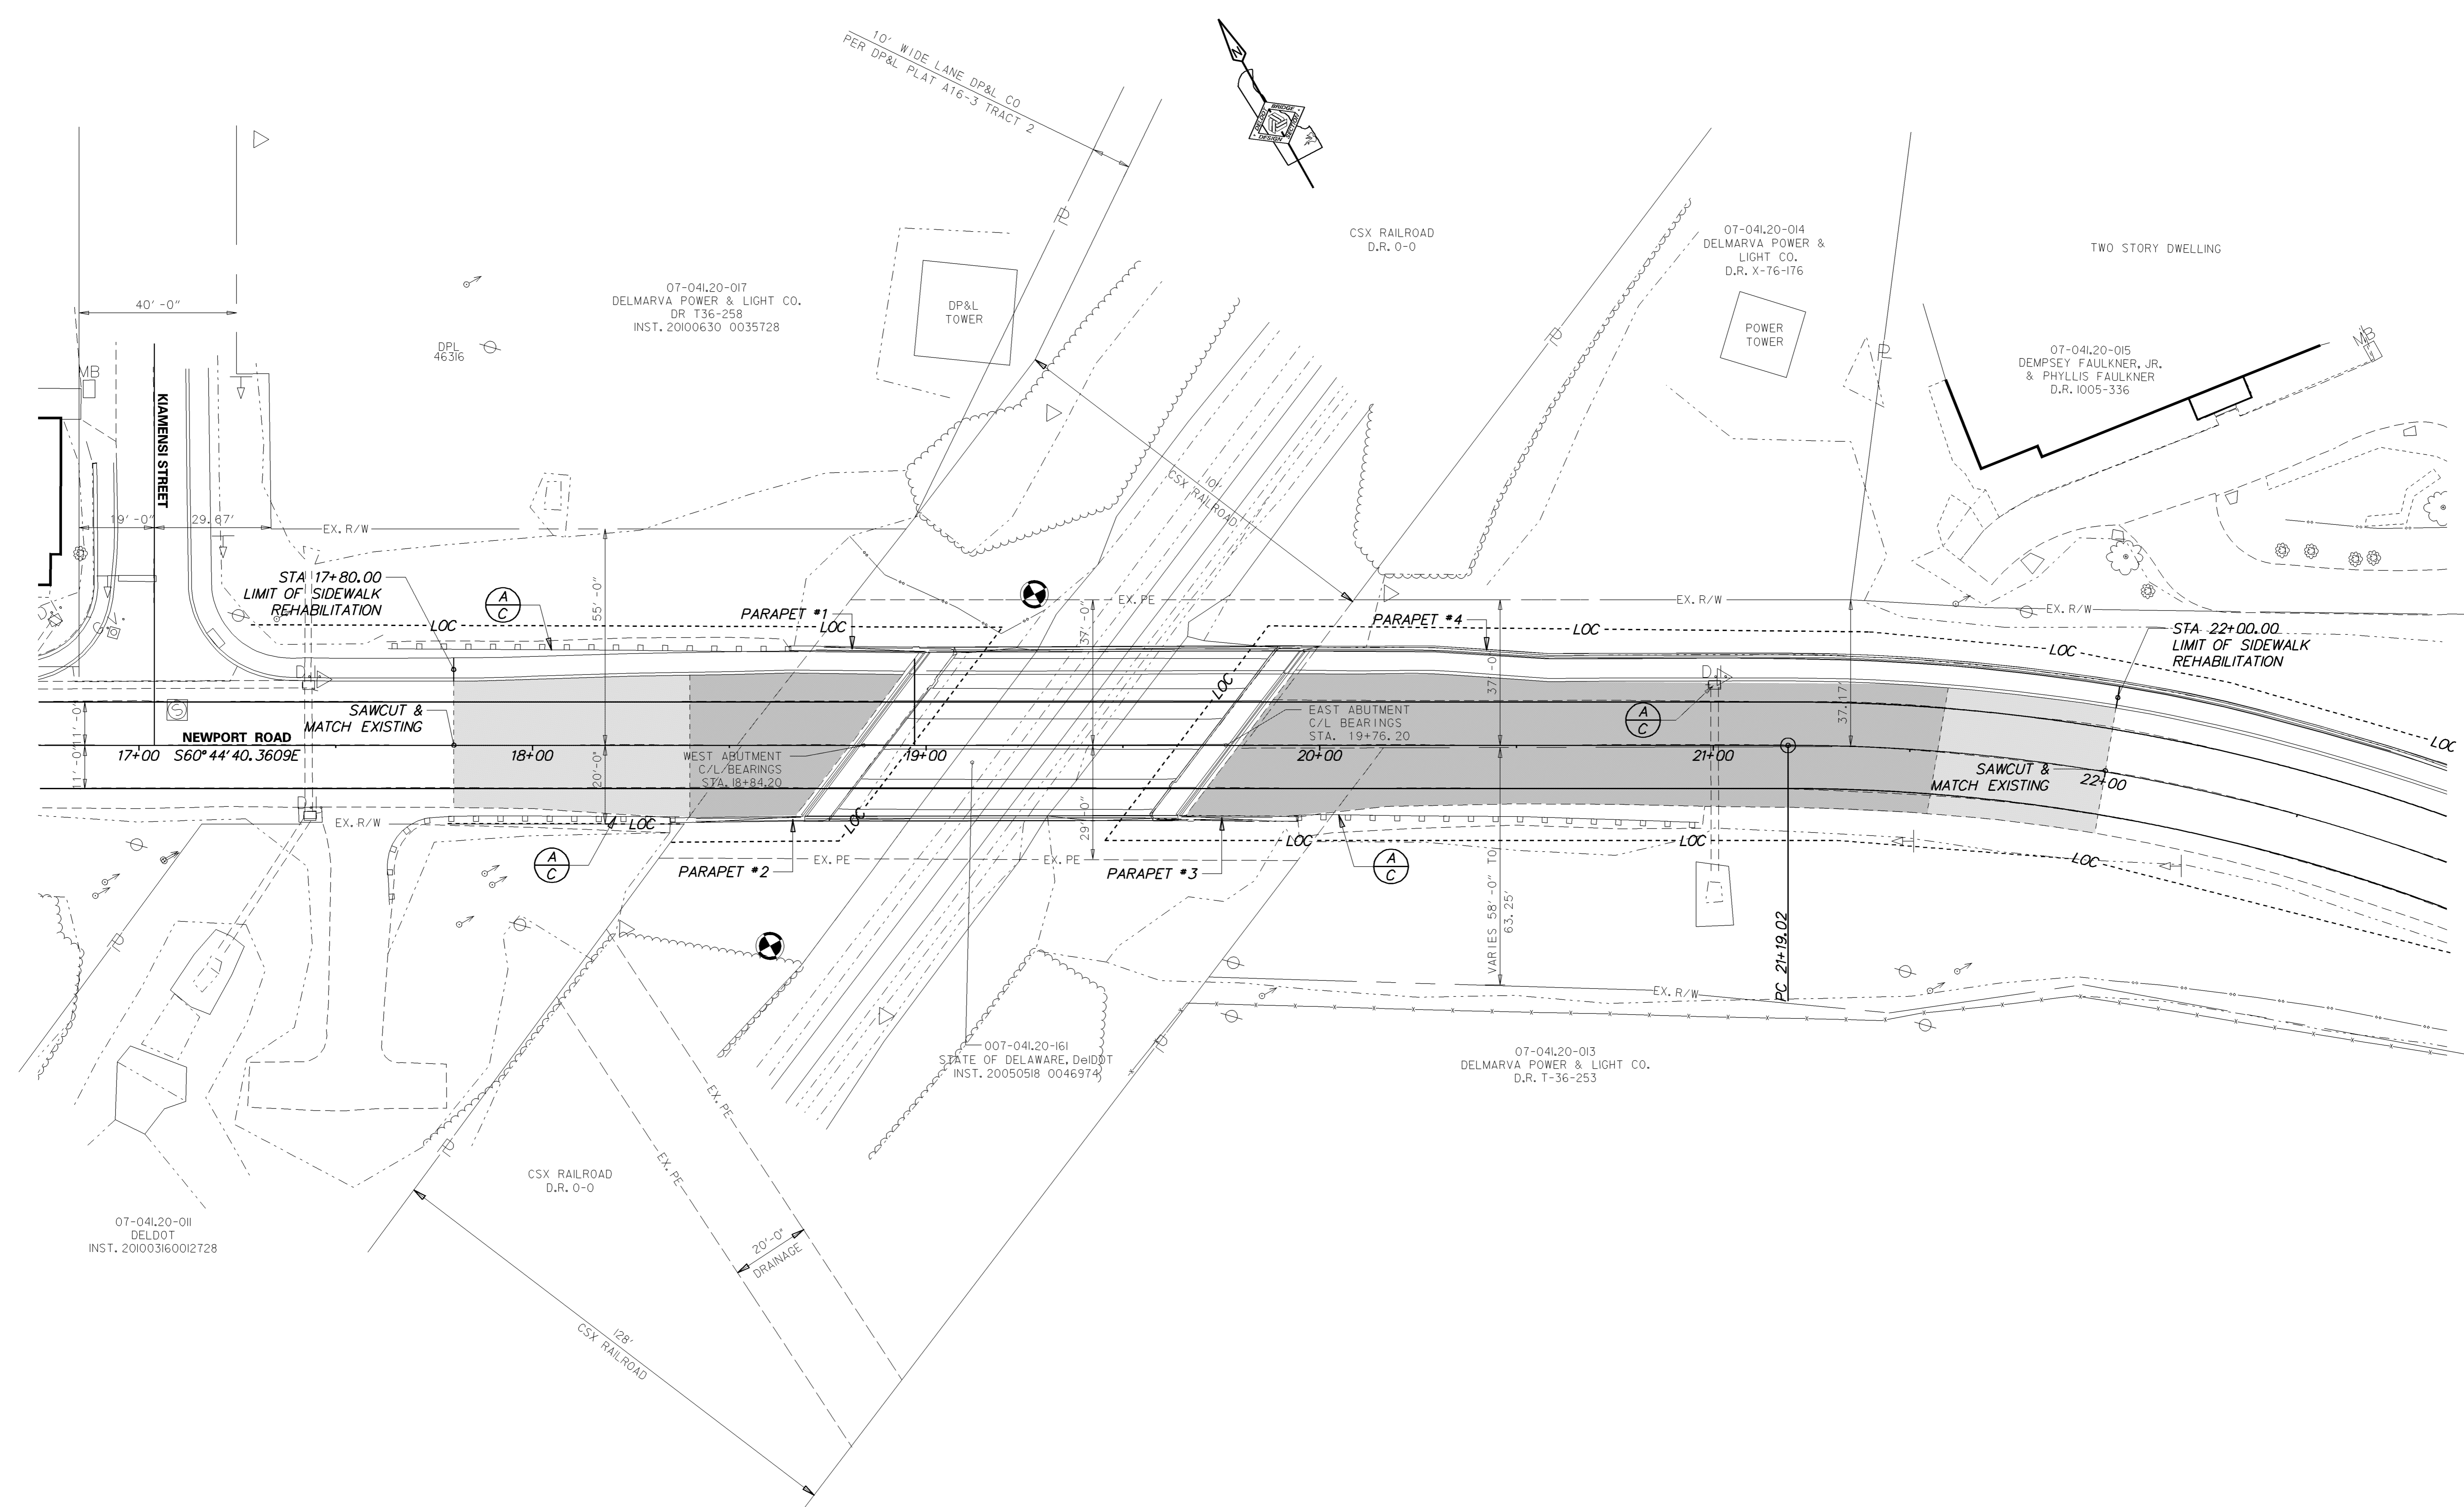 10' WIDE LANE DP&L CO
PER DP&L PLAT A16-3 TRACT 2
N
BRIDGE
DESIGN
SECTION
CSX RAILROAD
D.R. 0-0
07-041.20-014
DELMARVA POWER &
LIGHT CO.
D.R. X-76-176
TWO STORY DWELLING
40'-0"
07-041.20-017
DELMARVA POWER & LIGHT CO.
DR T36-258
INST. 20100630 0035728
DP&L
TOWER
POWER
TOWER
DPL
46316
07-041.20-015
DEMPSEY FAULKNER, JR.
& PHYLLIS FAULKNER
D.R. 1005-336
MB
MB
KIAMENSI STREET
101'
CSX RAILROAD
19'-0"
29.67'
EX. R/W
STA 17+80.00
LIMIT OF SIDEWALK
REHABILITATION
A
C
55'-0"
PARAPET #1
LOC
LOC
EX. PE
37'-0"
PARAPET #4
LOC
37'-0"
EX. R/W
EX. R/W
37.17'
STA 22+00.00
LIMIT OF SIDEWALK
REHABILITATION
LOC
LOC
D.I.
D.I.
S
SAWCUT &
MATCH EXISTING
11'-0"
11'-0"
NEWPORT ROAD
17+00
S60°44'40.3609E
18+00
WEST ABUTMENT
C/L BEARINGS
STA. 18+84.20
19+00
EAST ABUTMENT
C/L BEARINGS
STA. 19+76.20
20+00
A
C
21+00
SAWCUT &
MATCH EXISTING
22+00
LOC
20'-0"
EX. R/W
LOC
LOC
29'-0"
LOC
LOC
LOC
A
C
PARAPET #2
EX. PE
EX. PE
PARAPET #3
A
C
VARIES 58'-0" TO
63.25'
PC 21+19.02
EX. R/W
007-041.20-161
STATE OF DELAWARE, DelDOT
INST. 20050518 0046974
07-041.20-013
DELMARVA POWER & LIGHT CO.
D.R. T-36-253
EX. PE
EX. PE
CSX RAILROAD
D.R. 0-0
07-041.20-011
DELDOT
INST. 201003160012728
20'-0"
DRAINAGE
128'
CSX RAILROAD